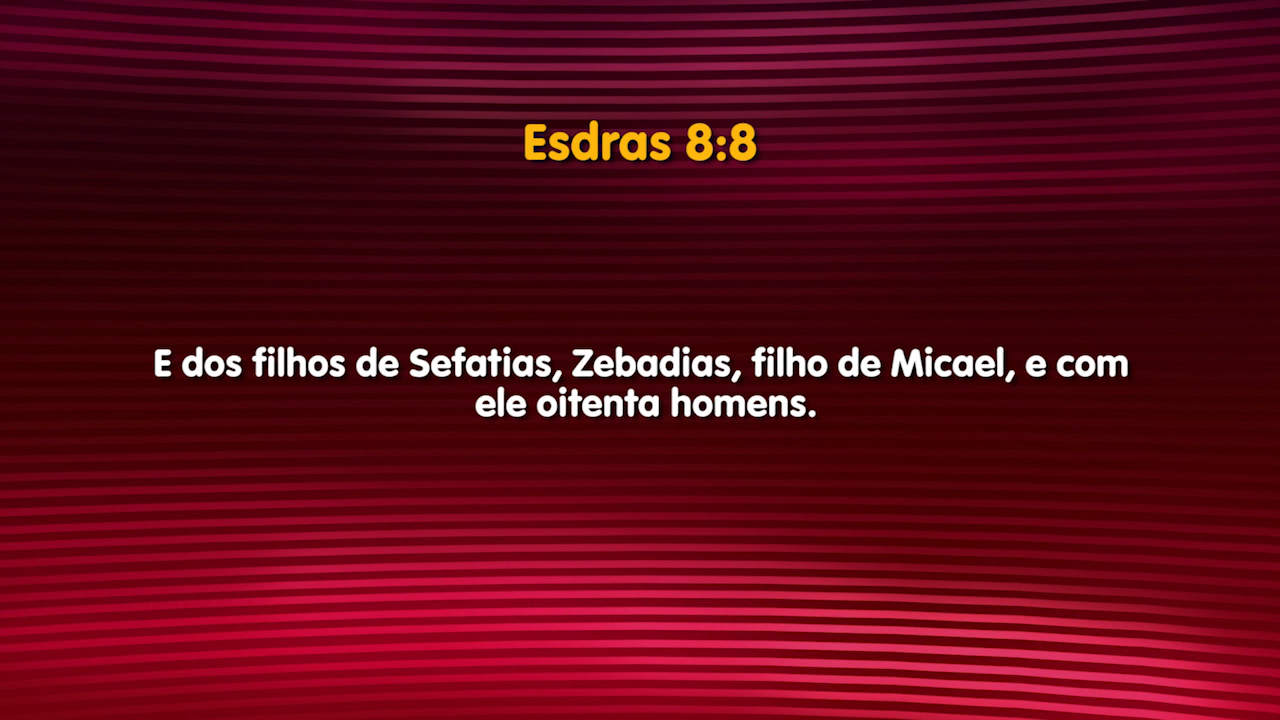 Esdras 8:8
E dos filhos de Sefatias, Zebadias, filho de Micael, e com
ele oitenta homens.